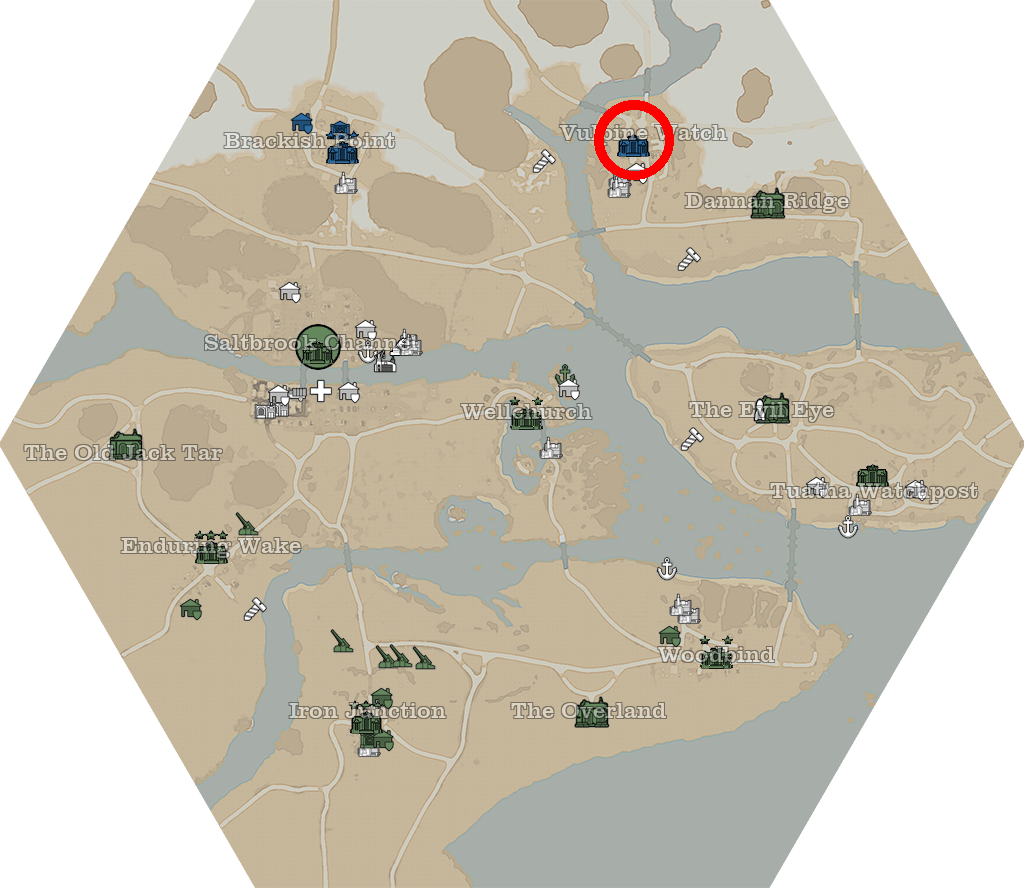 Vulpine Watch
Brackish Point
Dannan Ridge
Saltbrook Channel
Wellchurch
The Evil Eye
The Old Jack Tar
Tuatha Watchpost
Enduring Wake
Woodbind
Iron Junction
The Overland